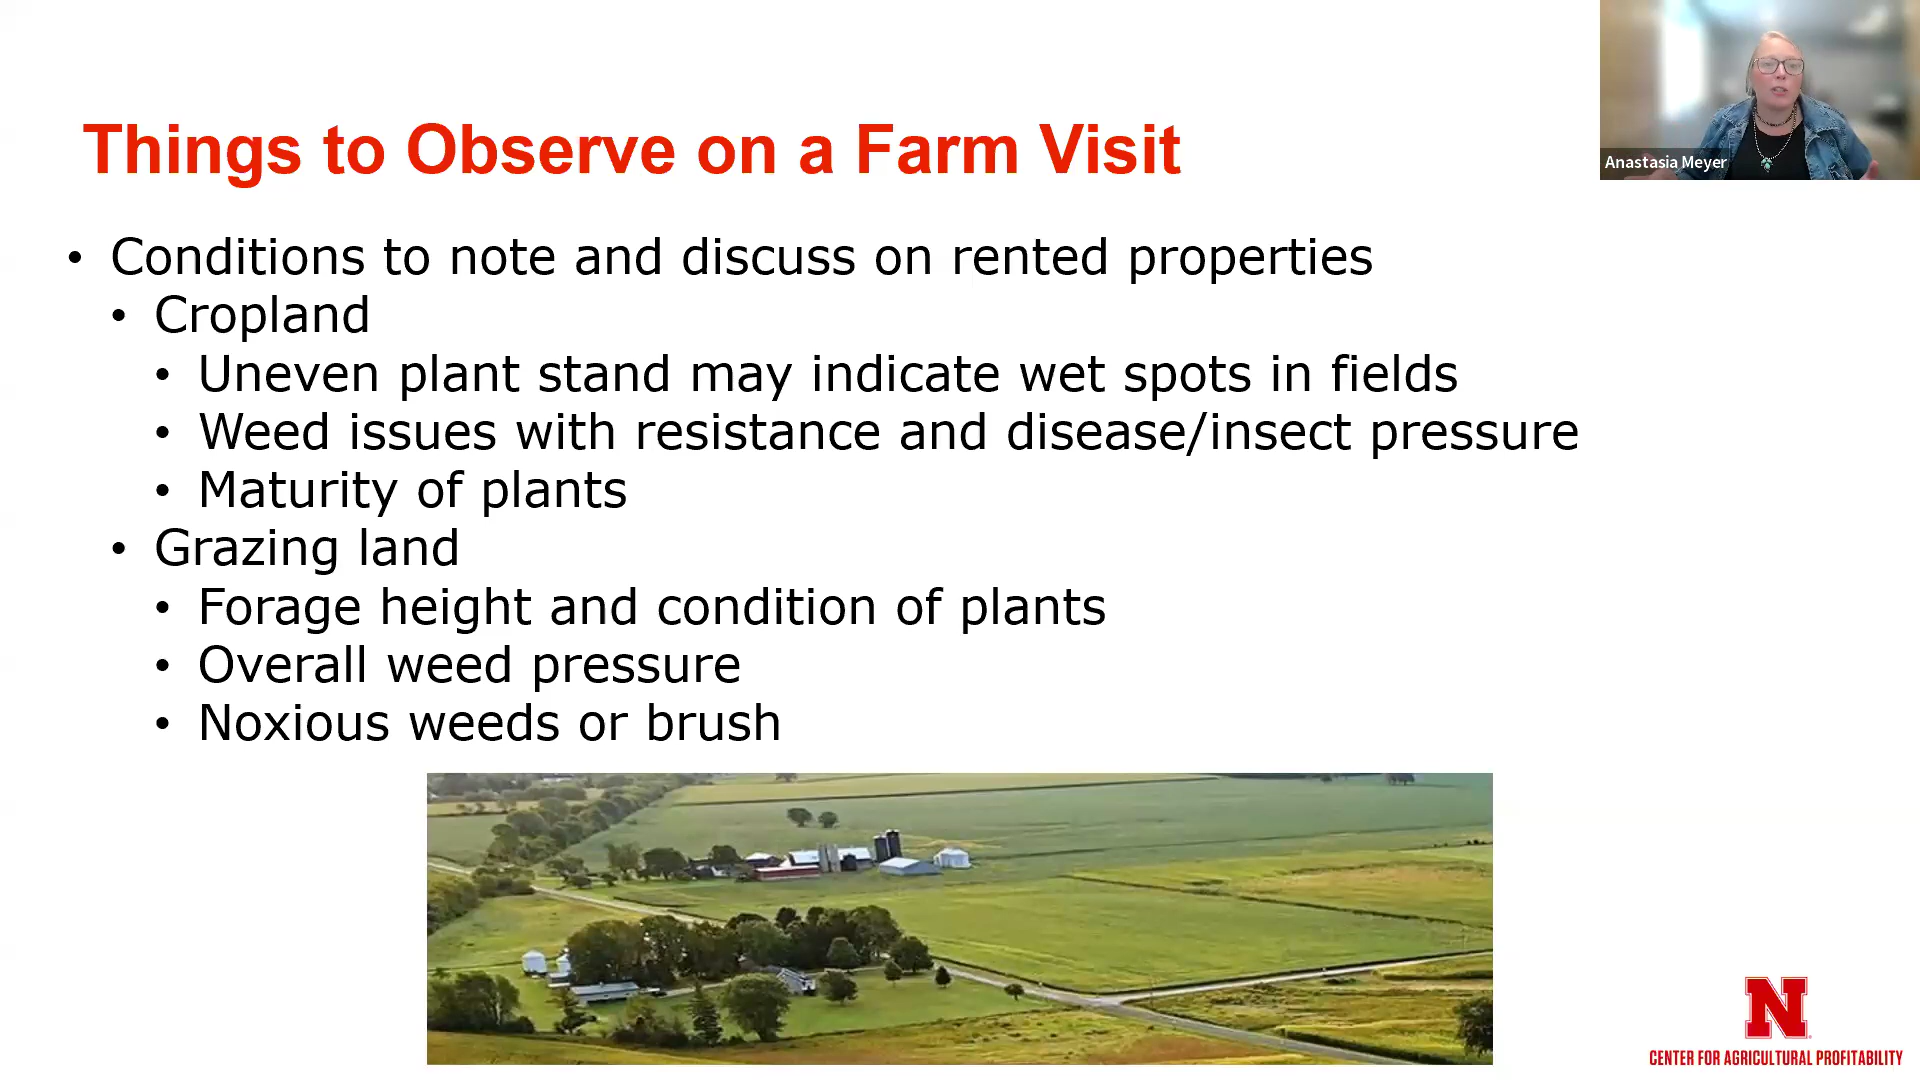 Things to Observe on a Farm Visit
Anastasia Meyer
• Conditions to note and discuss on rented properties
• Cropland
• Uneven plant stand may indicate wet spots in fields
• Weed issues with resistance and disease/insect pressure
• Maturity of plants
• Grazing land
• Forage height and condition of plants
• Overall weed pressure
• Noxious weeds or brush
N
CENTER FOR AGRICULTURAL PROFITABILITY